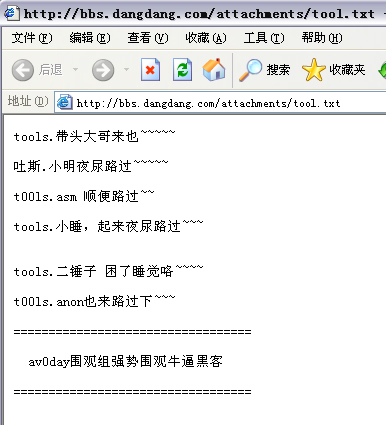 http://bbs.dangdang.com/attachments/tool.txt
文件(F) 编辑(E) 查看(V) 收藏(A) 工具(T) 帮助(H)
后退 搜索 收藏夹
地址(D) http://bbs.dangdang.com/attachments/tool.txt
tools.带头大哥来也~~~~~
吐斯.小明夜尿路过~~~~~
t00ls.asm 顺便路过~~
tools.小睡，起来夜尿路过~~~
tools.二锤子 困了睡觉咯~~~~
t00ls.anon也来路过下~~~
==================================
av0day围观组强势围观牛逼黑客
==================================